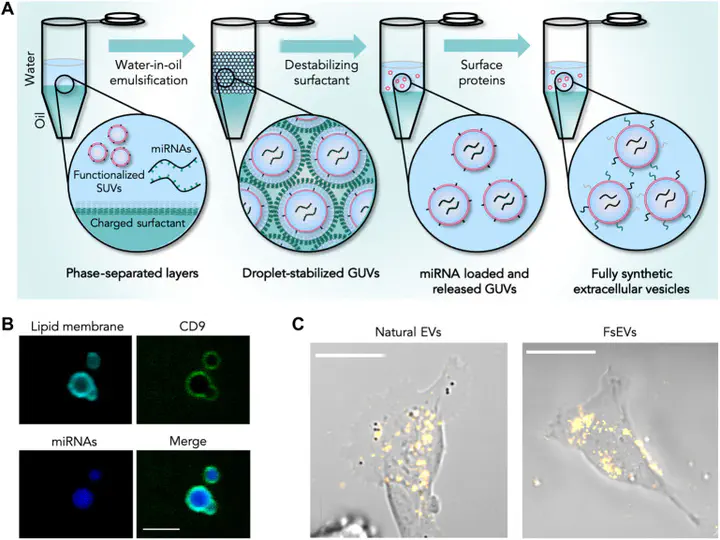 A
Water
Oil
Water-in-oil
emulsification
Destabilizing
surfactant
Surface
proteins
miRNAs
Functionalized
SUVs
Charged surfactant
Phase-separated layers
Droplet-stabilized GUVs
miRNA loaded and
released GUVs
Fully synthetic
extracellular vesicles
B
Lipid membrane
CD9
miRNAs
Merge
C
Natural EVs
FsEVs